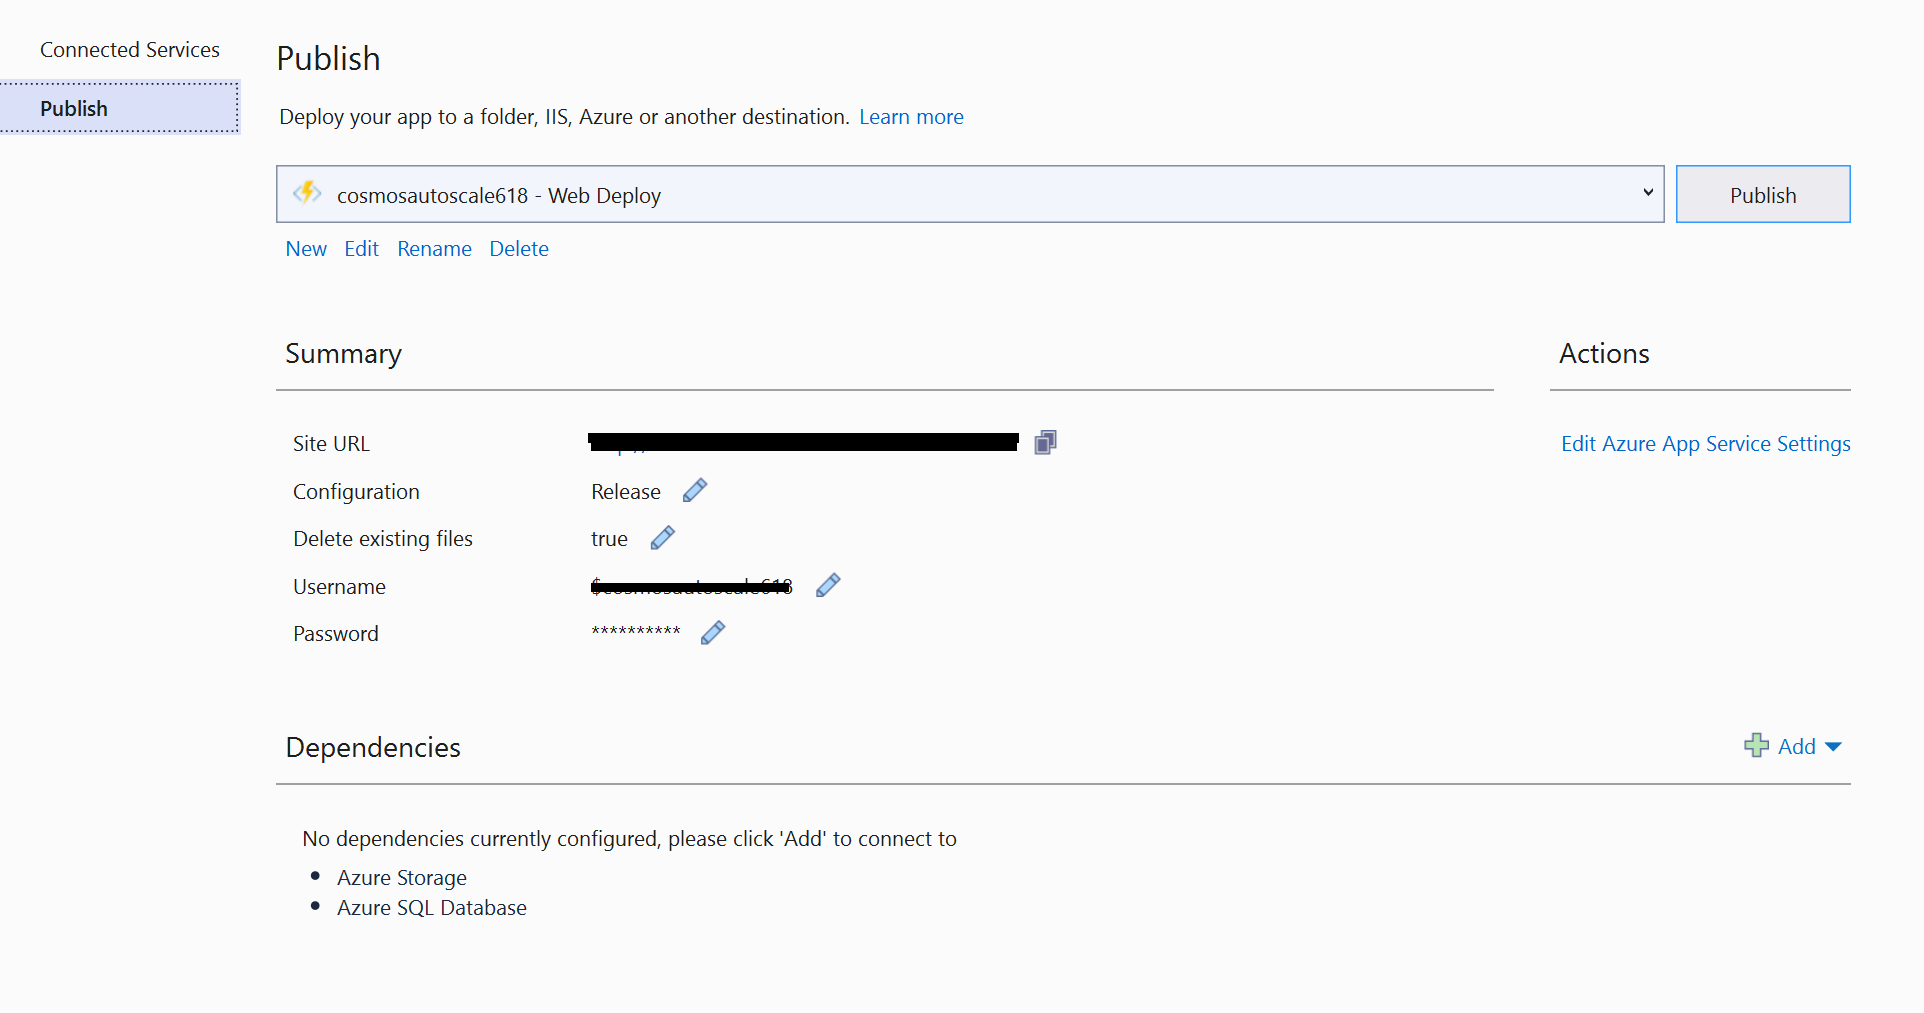 Connected Services
Publish
Publish
Deploy your app to a folder, IIS, Azure or another destination. Learn more
cosmosautoscale618 - Web Deploy
Publish
New Edit Rename Delete
Summary
Actions
Site URL
Edit Azure App Service Settings
Configuration Release
Delete existing files true
Username
Password **********
Dependencies
Add
No dependencies currently configured, please click 'Add' to connect to
• Azure Storage
• Azure SQL Database